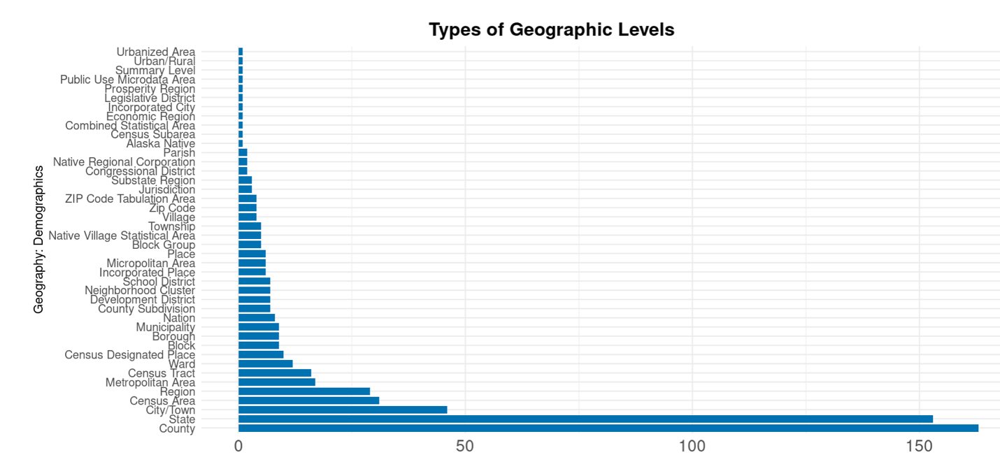 Types of Geographic Levels
Geography: Demographics
Urbanized Area
Urban/Rural
Summary Level
Public Use Microdata Area
Prosperity Region
Legislative District
Incorporated City
Economic Region
Combined Statistical Area
Census Subarea
Alaska Native
Parish
Native Regional Corporation
Congressional District
Substate Region
Jurisdiction
ZIP Code Tabulation Area
Zip Code
Village
Township
Native Village Statistical Area
Block Group
Place
Micropolitan Area
Incorporated Place
School District
Neighborhood Cluster
Development District
County Subdivision
Nation
Municipality
Borough
Block
Census Designated Place
Ward
Census Tract
Metropolitan Area
Region
Census Area
City/Town
State
County
0 50 100 150